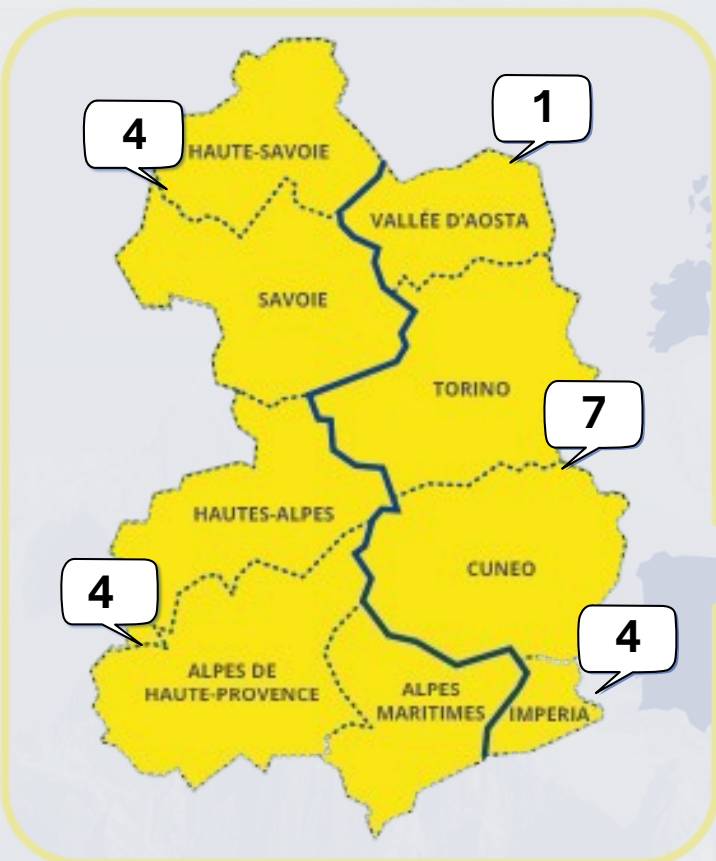 1
4
HAUTE-SAVOIE
VALLÉE D'AOSTA
SAVOIE
TORINO
7
HAUTES-ALPES
CUNEO
4
4
ALPES DE
HAUTE-PROVENCE
ALPES
MARITIMES
IMPERIA